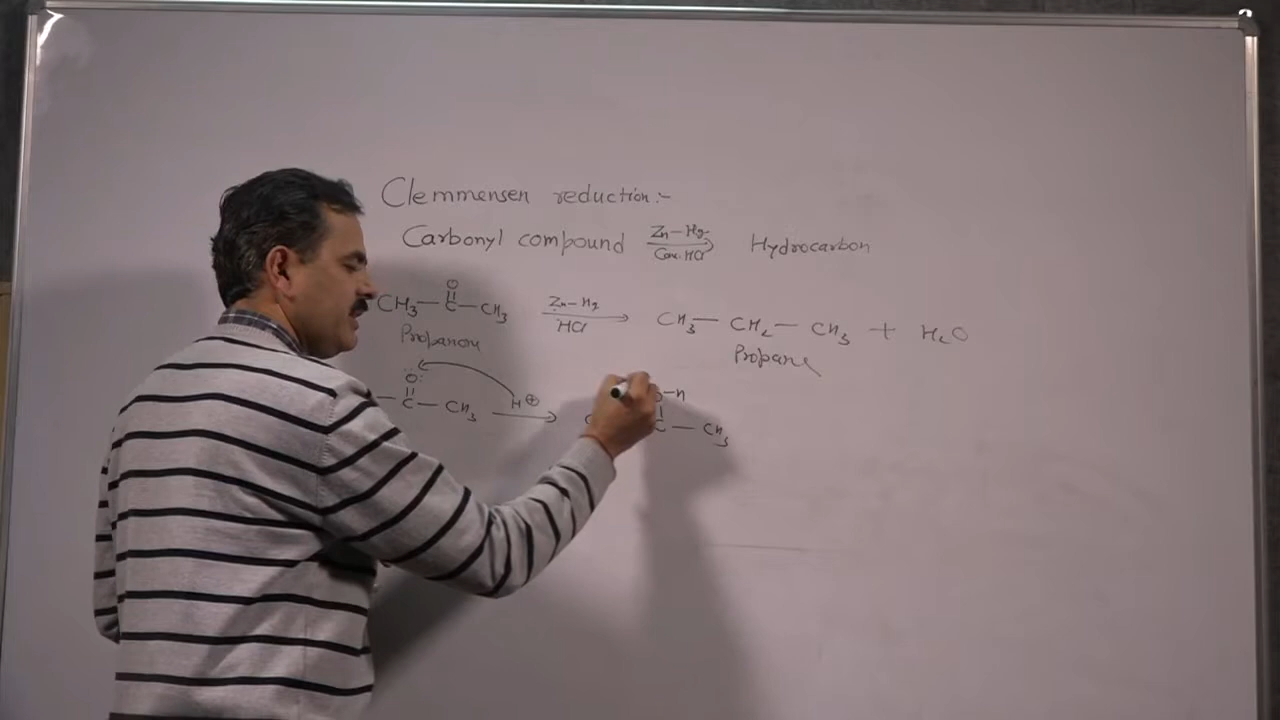 Clemmensen reduction:-
Carbonyl compound Zn-Hg Conc. HCl Hydrocarbon
O
CH3 — C — CH3 Zn-Hg HCl CH3 — CH2 — CH3 + H2O
Propanone Propane
:O: H⊕ O-H
— C — CH3 C — CH3